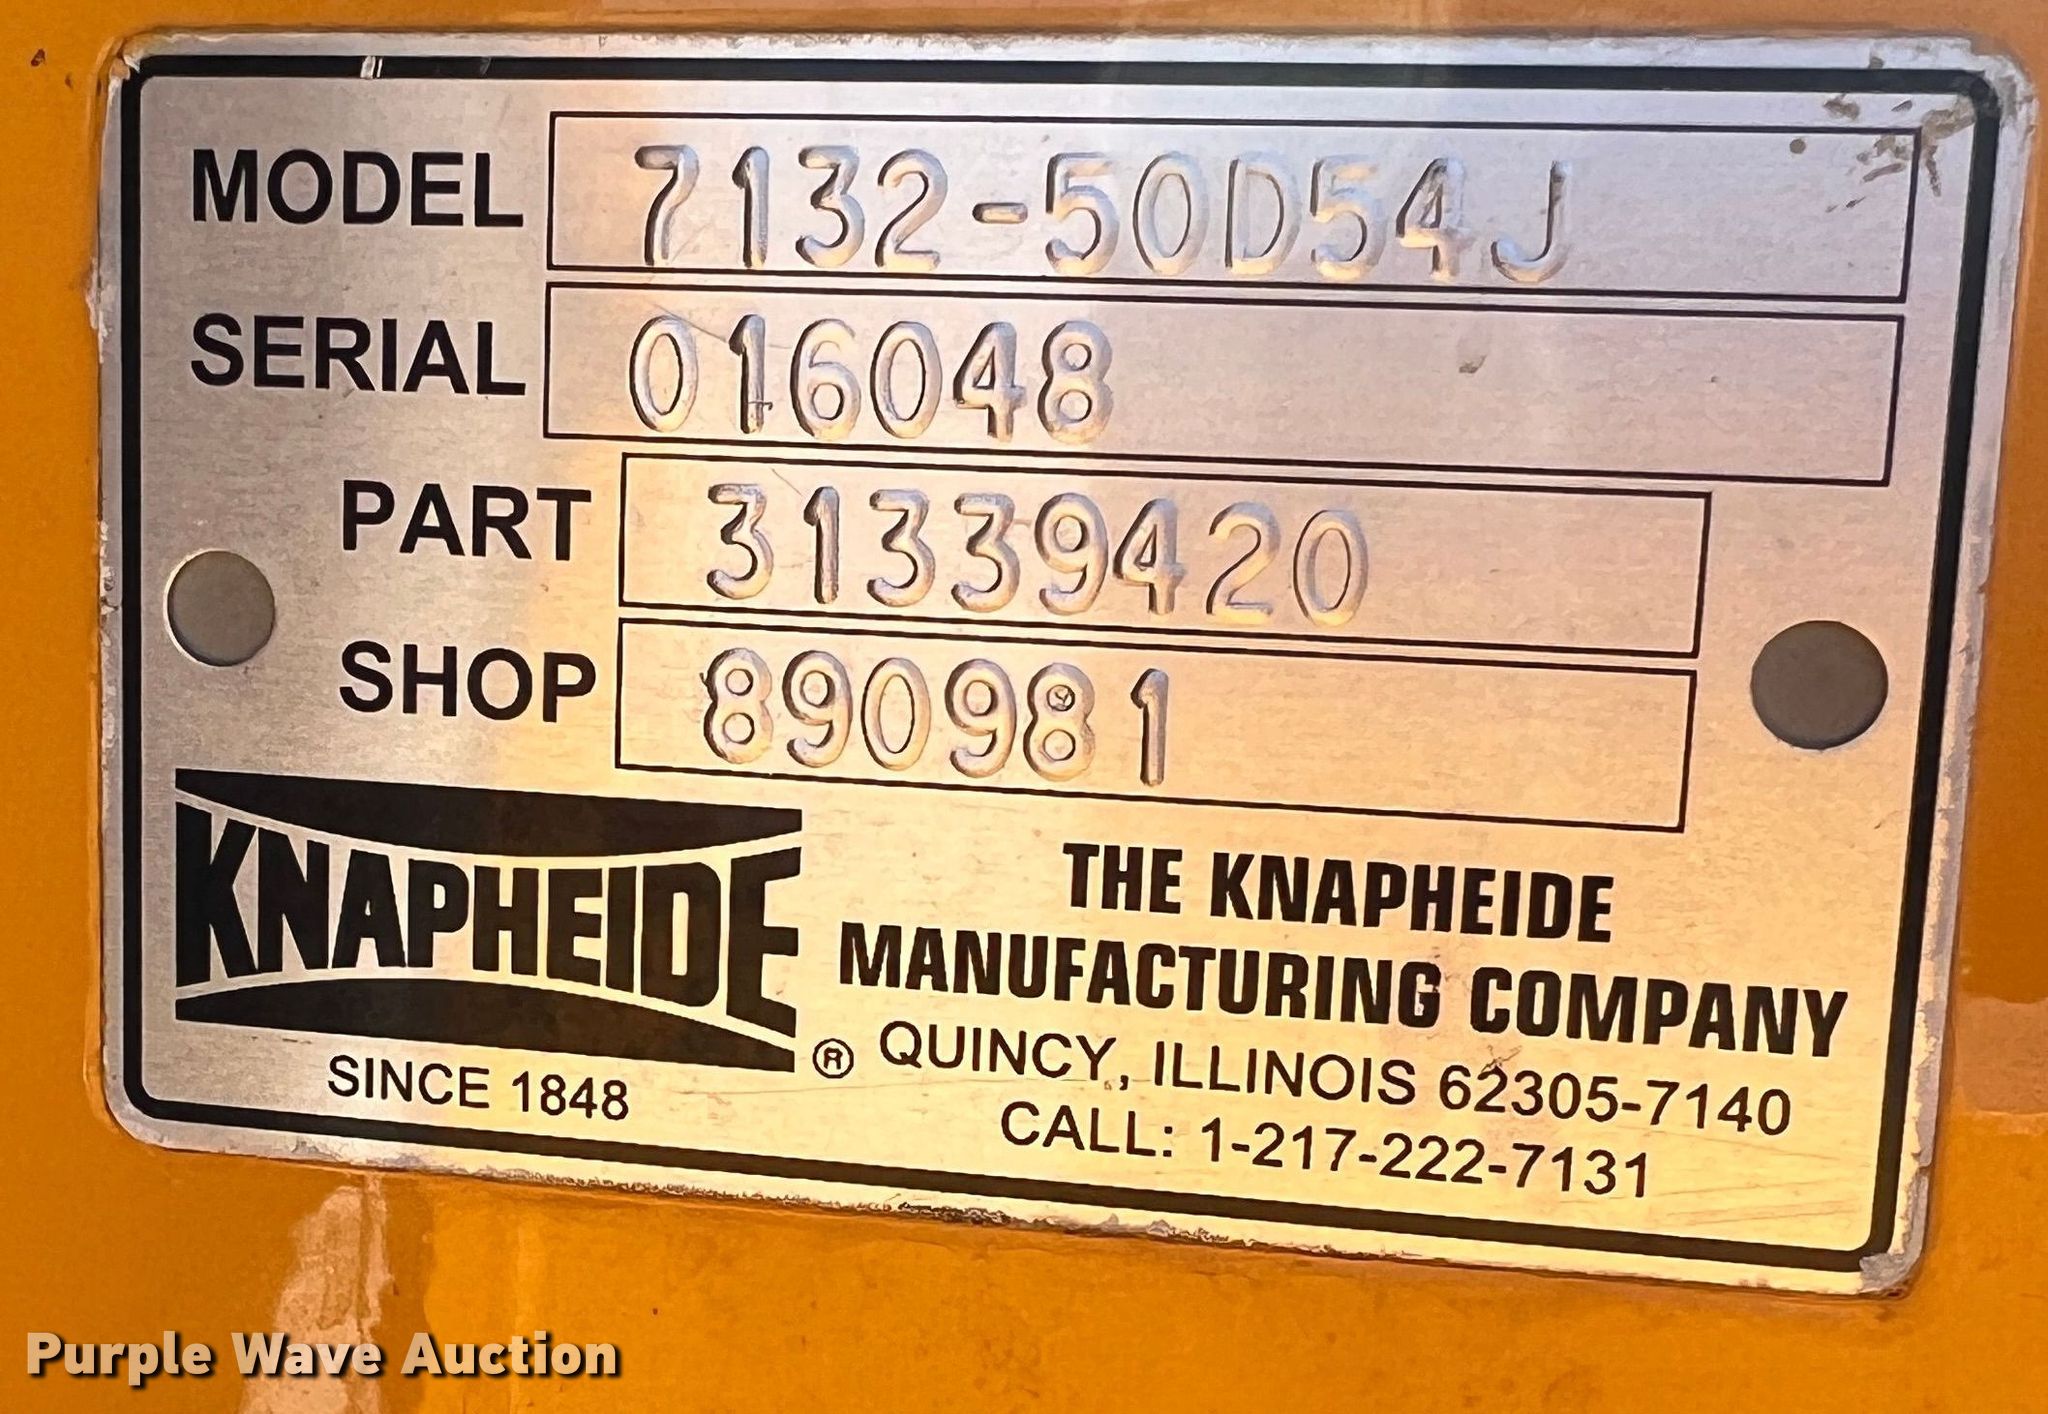 MODEL 7132-50D54J
SERIAL 016048
PART 31339420
SHOP 890981
KNAPHEIDE ®
SINCE 1848
THE KNAPHEIDE
MANUFACTURING COMPANY
QUINCY, ILLINOIS 62305-7140
CALL: 1-217-222-7131
Purple Wave Auction